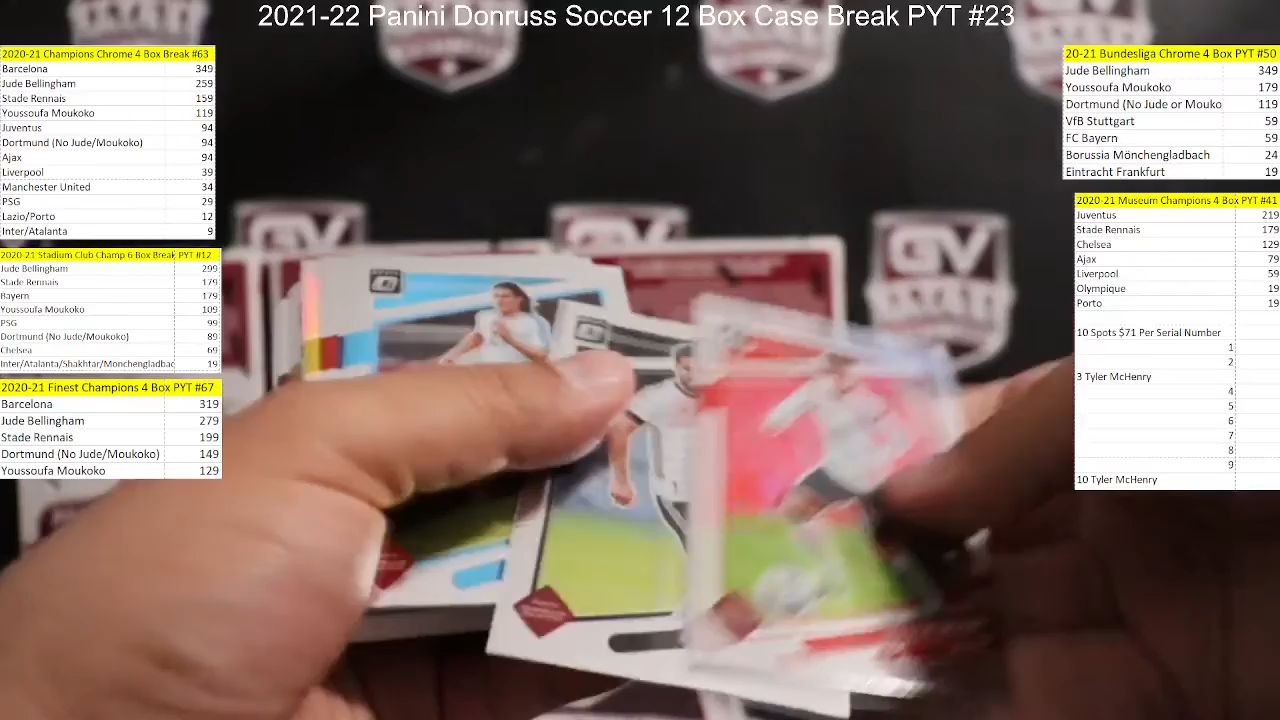 2021-22 Panini Donruss Soccer 12 Box Case Break PYT #23
2020-21 Champions Chrome 4 Box Break #63
Barcelona 349
Jude Bellingham 259
Stade Rennais 159
Youssoufa Moukoko 119
Juventus 94
Dortmund (No Jude/Moukoko) 94
Ajax 94
Liverpool 39
Manchester United 34
PSG 29
Lazio/Porto 12
Inter/Atalanta 9
2020-21 Stadium Club Champ 6 Box Break PYT #12
Jude Bellingham 299
Stade Rennais 179
Bayern 179
Youssoufa Moukoko 109
PSG 99
Dortmund (No Jude/Moukoko) 89
Chelsea 69
Inter/Atalanta/Shakhtar/Monchengladbac 19
2020-21 Finest Champions 4 Box PYT #67
Barcelona 319
Jude Bellingham 279
Stade Rennais 199
Dortmund (No Jude/Moukoko) 149
Youssoufa Moukoko 129
20-21 Bundesliga Chrome 4 Box PYT #50
Jude Bellingham 349
Youssoufa Moukoko 179
Dortmund (No Jude or Mouko 119
VfB Stuttgart 59
FC Bayern 59
Borussia Mönchengladbach 24
Eintracht Frankfurt 19
2020-21 Museum Champions 4 Box PYT #41
Juventus 219
Stade Rennais 179
Chelsea 129
Ajax 79
Liverpool 59
Olympique 19
Porto 19
10 Spots $71 Per Serial Number
1
2
3 Tyler McHenry
4
5
6
7
8
9
10 Tyler McHenry
GV
GV
GV